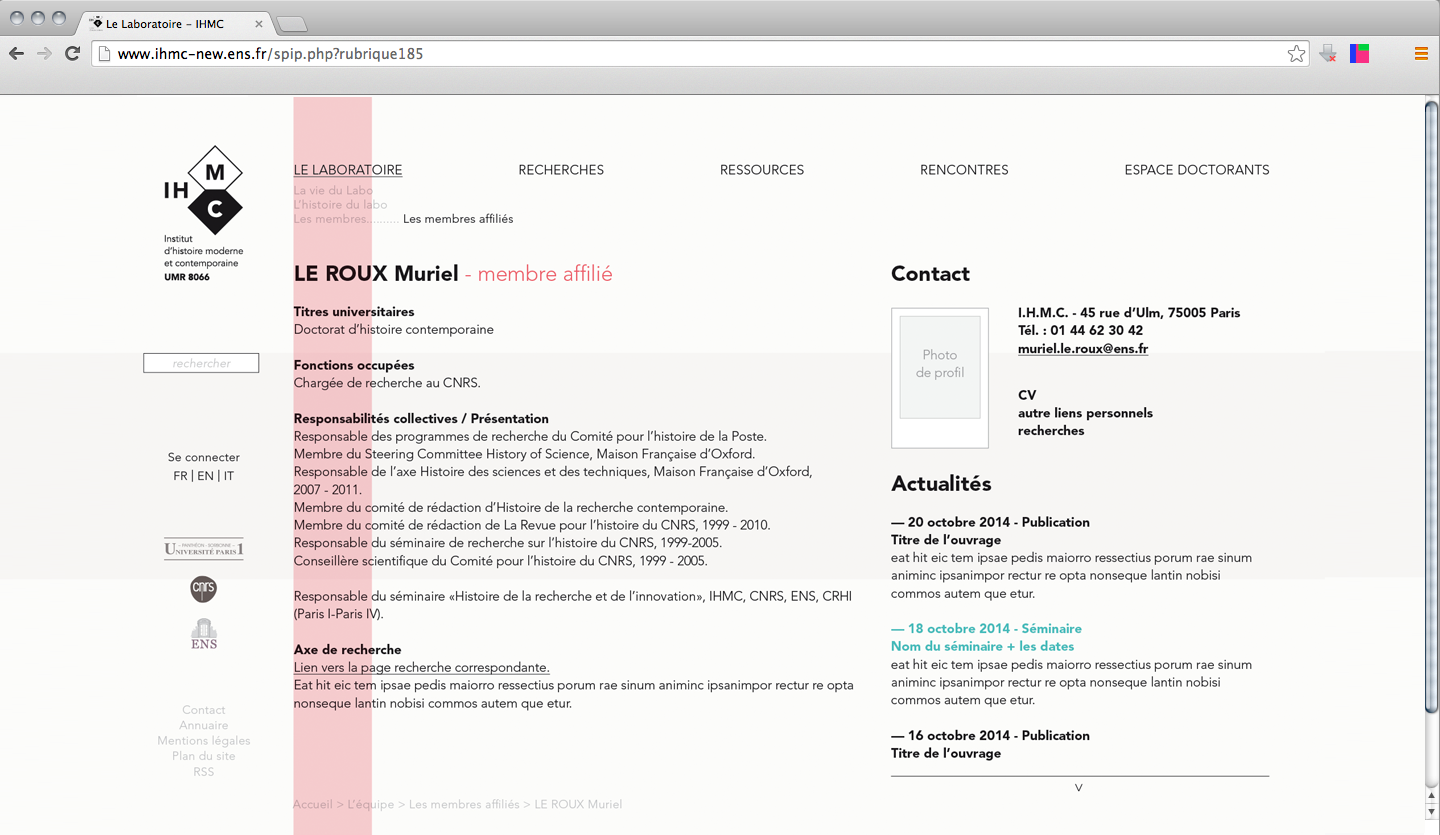 Le Laboratoire – IHMC
www.ihmc-new.ens.fr/spip.php?rubrique185
IH M C
Institut
d'histoire moderne
et contemporaine
UMR 8066
LE LABORATOIRE RECHERCHES RESSOURCES RENCONTRES ESPACE DOCTORANTS
La vie du Labo
L'histoire du labo
Les membres.......... Les membres affiliés
rechercher
Se connecter
FR | EN | IT
– PANTHÉON - SORBONNE –
UNIVERSITÉ PARIS 1
cnrs
ENS
Contact
Annuaire
Mentions légales
Plan du site
RSS
LE ROUX Muriel - membre affilié
Titres universitaires
Doctorat d'histoire contemporaine
Fonctions occupées
Chargée de recherche au CNRS.
Responsabilités collectives / Présentation
Responsable des programmes de recherche du Comité pour l'histoire de la Poste.
Membre du Steering Committee History of Science, Maison Française d'Oxford.
Responsable de l'axe Histoire des sciences et des techniques, Maison Française d'Oxford,
2007 - 2011.
Membre du comité de rédaction d'Histoire de la recherche contemporaine.
Membre du comité de rédaction de La Revue pour l'histoire du CNRS, 1999 - 2010.
Responsable du séminaire de recherche sur l'histoire du CNRS, 1999-2005.
Conseillère scientifique du Comité pour l'histoire du CNRS, 1999 - 2005.
Responsable du séminaire «Histoire de la recherche et de l'innovation», IHMC, CNRS, ENS, CRHI
(Paris I-Paris IV).
Axe de recherche
Lien vers la page recherche correspondante.
Eat hit eic tem ipsae pedis maiorro ressectius porum rae sinum animinc ipsanimpor rectur re opta
nonseque lantin nobisi commos autem que etur.
Accueil > L'équipe > Les membres affiliés > LE ROUX Muriel
Contact
Photo
de profil
I.H.M.C. - 45 rue d'Ulm, 75005 Paris
Tél. : 01 44 62 30 42
muriel.le.roux@ens.fr
CV
autre liens personnels
recherches
Actualités
— 20 octobre 2014 - Publication
Titre de l'ouvrage
eat hit eic tem ipsae pedis maiorro ressectius porum rae sinum
animinc ipsanimpor rectur re opta nonseque lantin nobisi
commos autem que etur.
— 18 octobre 2014 - Séminaire
Nom du séminaire + les dates
eat hit eic tem ipsae pedis maiorro ressectius porum rae sinum
animinc ipsanimpor rectur re opta nonseque lantin nobisi
commos autem que etur.
— 16 octobre 2014 - Publication
Titre de l'ouvrage
V